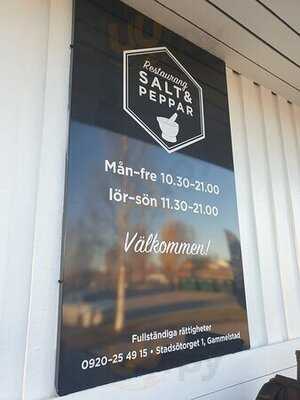 Restaurang
SALT&
PEPPAR
Mån-fre 10.30-21.00
lör-sön 11.30-21.00
Välkommen!
Fullständiga rättigheter
0920-25 49 15 • Stadsötorget 1, Gammelstad